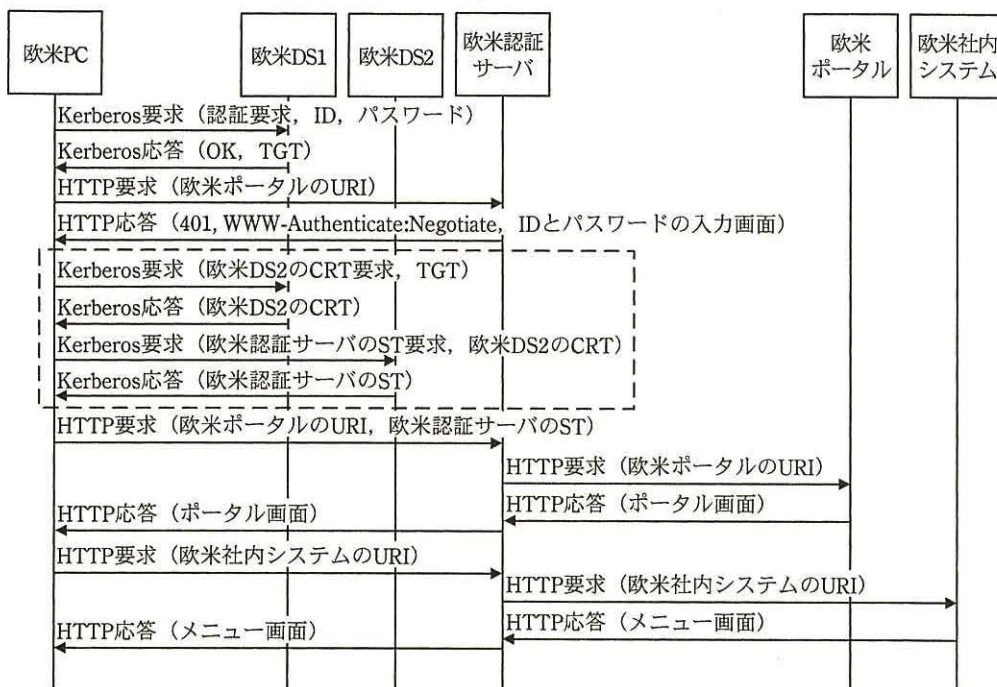 欧米PC
欧米DS1
欧米DS2
欧米認証
サーバ
欧米
ポータル
欧米社内
システム
Kerberos要求（認証要求，ID，パスワード）
Kerberos応答（OK，TGT）
HTTP要求（欧米ポータルのURI）
HTTP応答（401, WWW-Authenticate:Negotiate，IDとパスワードの入力画面）
Kerberos要求（欧米DS2のCRT要求，TGT）
Kerberos応答（欧米DS2のCRT）
Kerberos要求（欧米認証サーバのST要求，欧米DS2のCRT）
Kerberos応答（欧米認証サーバのST）
HTTP要求（欧米ポータルのURI，欧米認証サーバのST）
HTTP要求（欧米ポータルのURI）
HTTP応答（ポータル画面）
HTTP応答（ポータル画面）
HTTP要求（欧米社内システムのURI）
HTTP要求（欧米社内システムのURI）
HTTP応答（メニュー画面）
HTTP応答（メニュー画面）